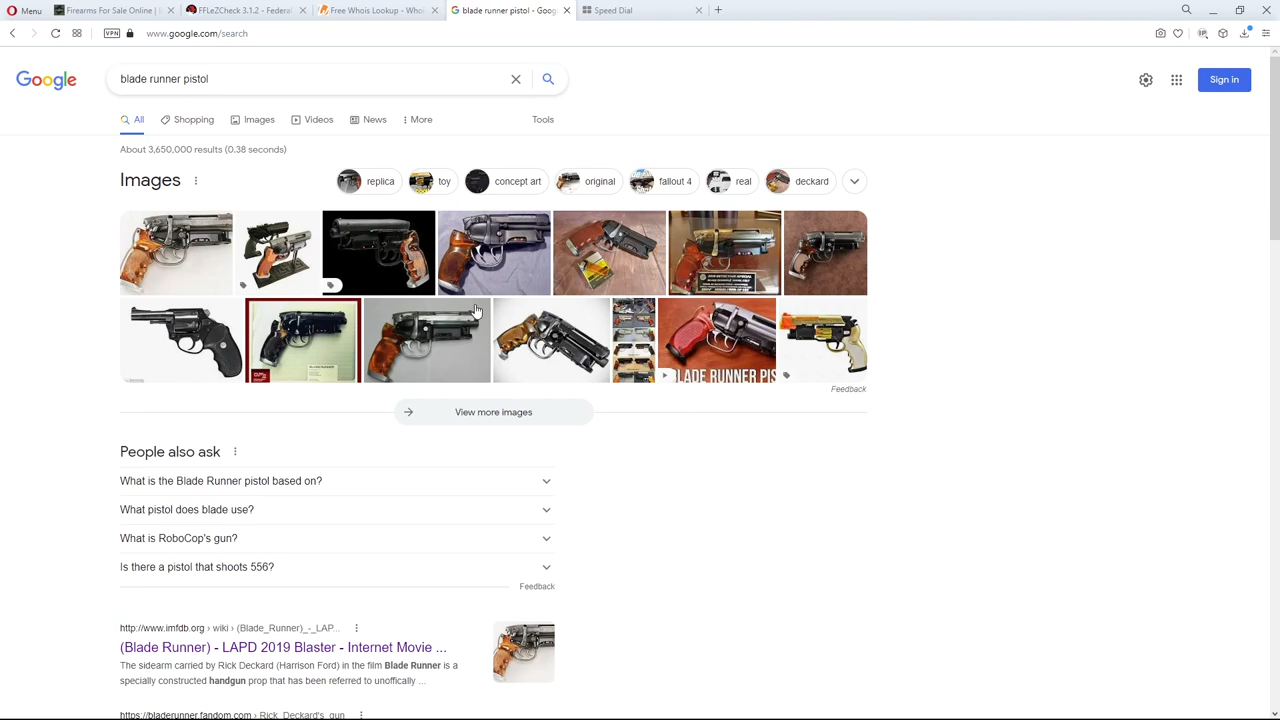 Menu
Firearms For Sale Online |
FFLeZCheck 3.1.2 - Federal
Free Whois Lookup - Whoi
blade runner pistol - Goog
Speed Dial
VPN
www.google.com/search
Google
blade runner pistol
Sign in
All
Shopping
Images
Videos
News
More
Tools
About 3,650,000 results (0.38 seconds)
Images
replica
toy
concept art
original
fallout 4
real
deckard
BLADE RUNNER PIS
Feedback
View more images
People also ask
What is the Blade Runner pistol based on?
What pistol does blade use?
What is RoboCop's gun?
Is there a pistol that shoots 556?
Feedback
http://www.imfdb.org › wiki › (Blade_Runner)_-_LAP...
(Blade Runner) - LAPD 2019 Blaster - Internet Movie ...
The sidearm carried by Rick Deckard (Harrison Ford) in the film Blade Runner is a
specially constructed handgun prop that has been referred to unoffically ...
https://bladerunner.fandom.com › Rick_Deckard's_gun